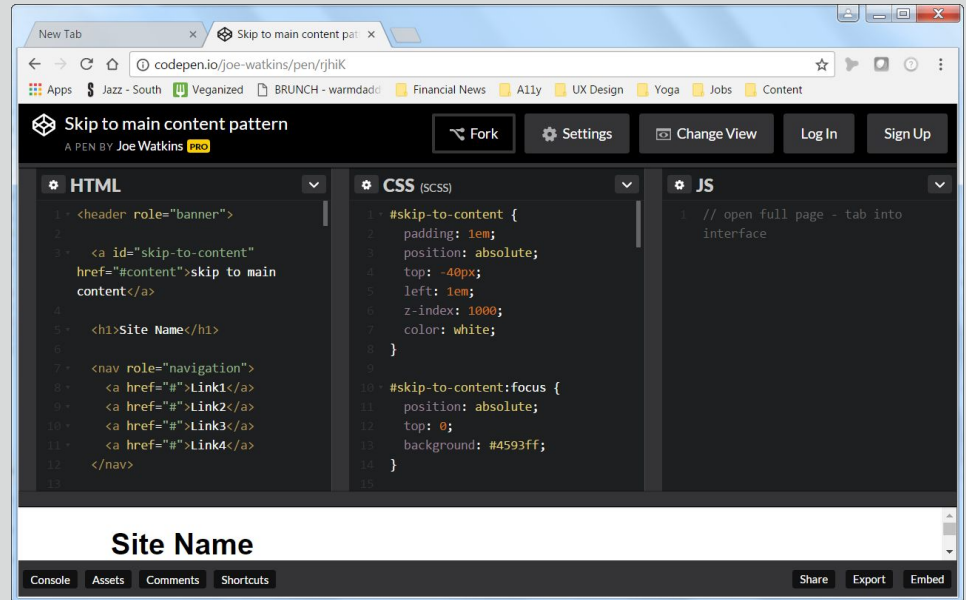 New Tab
Skip to main content pat
codepen.io/joe-watkins/pen/rjhiK
Apps Jazz - South Veganized BRUNCH - warmdadd Financial News A11y UX Design Yoga Jobs Content
Skip to main content pattern
A PEN BY Joe Watkins PRO
Fork Settings Change View Log In Sign Up
HTML
1 <header role="banner">
2
3 <a id="skip-to-content"
href="#content">skip to main
content</a>
4
5 <h1>Site Name</h1>
6
7 <nav role="navigation">
8 <a href="#">Link1</a>
9 <a href="#">Link2</a>
10 <a href="#">Link3</a>
11 <a href="#">Link4</a>
12 </nav>
13
CSS (SCSS)
1 #skip-to-content {
2 padding: 1em;
3 position: absolute;
4 top: -40px;
5 left: 1em;
6 z-index: 1000;
7 color: white;
8 }
9
10 #skip-to-content:focus {
11 position: absolute;
12 top: 0;
13 background: #4593ff;
14 }
15
JS
1 // open full page - tab into
interface
Site Name
Console Assets Comments Shortcuts Share Export Embed